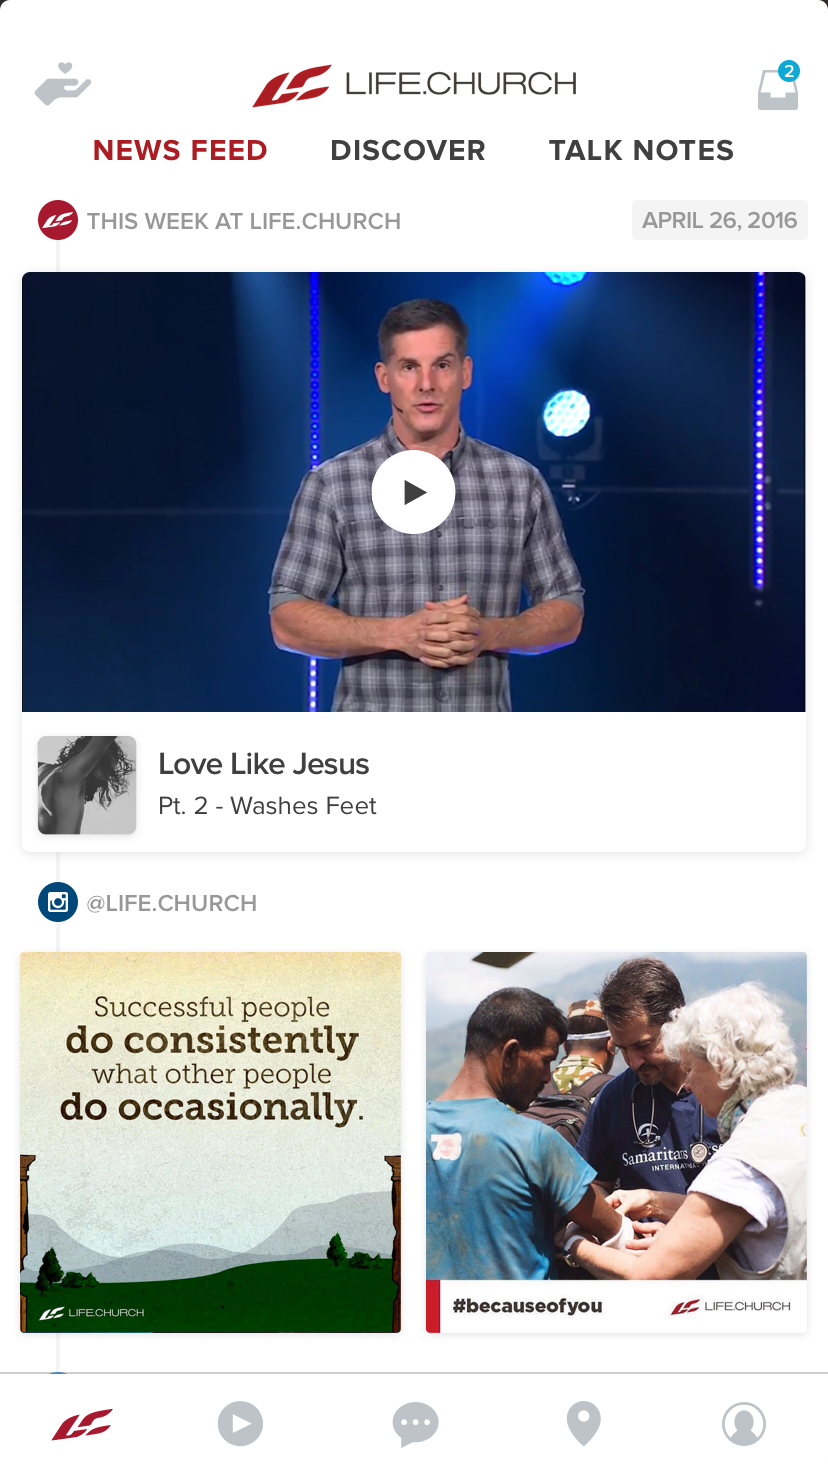 LIFE.CHURCH
2
NEWS FEED
DISCOVER
TALK NOTES
THIS WEEK AT LIFE.CHURCH
APRIL 26, 2016
Love Like Jesus
Pt. 2 - Washes Feet
@LIFE.CHURCH
Successful people
do consistently
what other people
do occasionally.
LIFE.CHURCH
INTERNATIONAL
#becauseofyou
LIFE.CHURCH